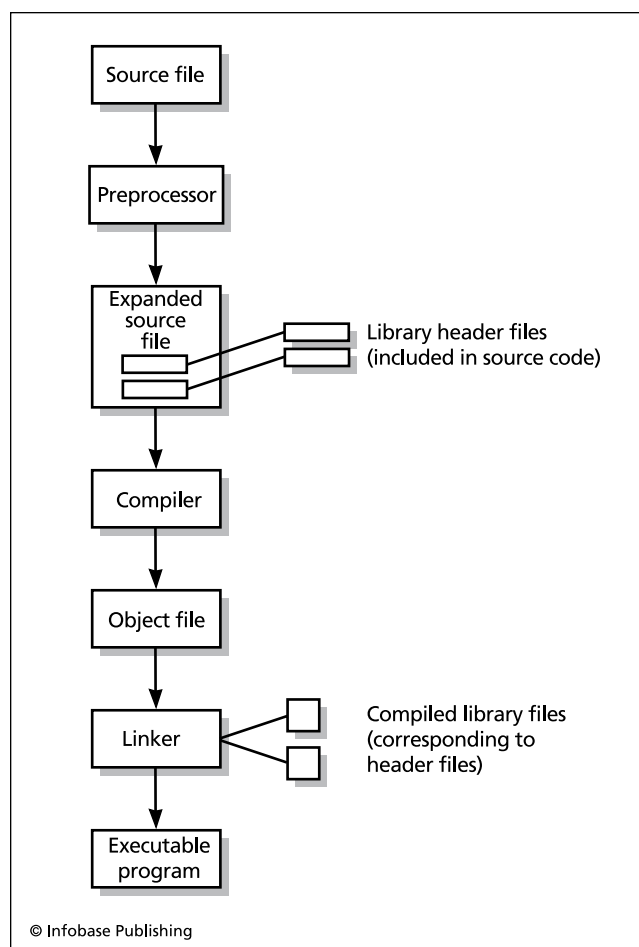 Source file
Preprocessor
Expanded
source
file
Library header files
(included in source code)
Compiler
Object file
Linker
Compiled library files
(corresponding to
header files)
Executable
program
© Infobase Publishing